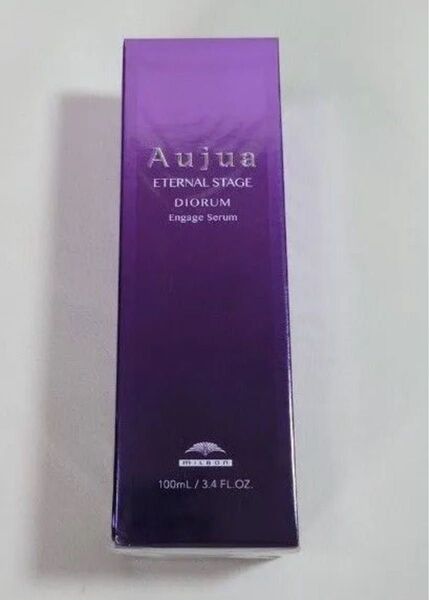 Aujua
ETERNAL STAGE
DIORUM
Engage Serum
milbon
100mL / 3.4 FL.OZ.